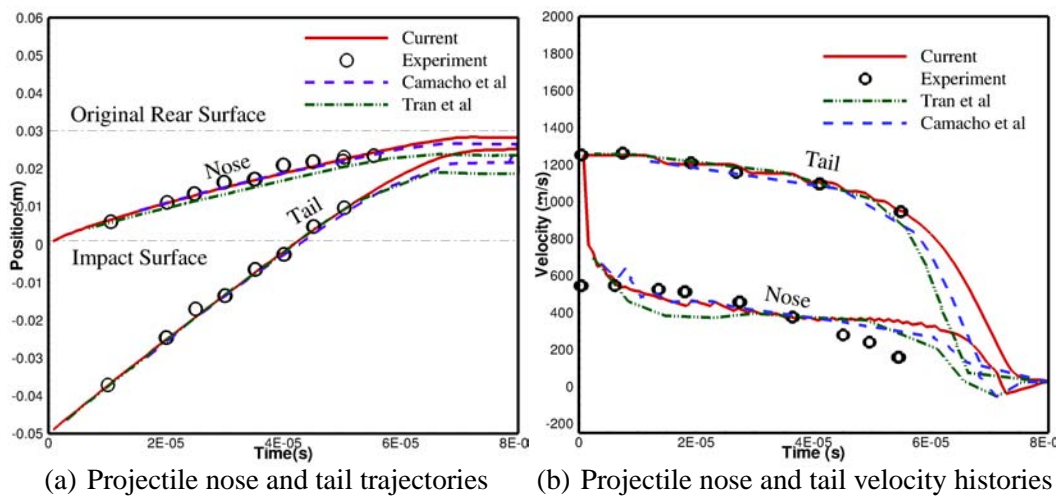 0.06
0.05
0.04
0.03
0.02
0.01
0
-0.01
-0.02
-0.03
-0.04
-0.05
Position (m)
Current
Experiment
Camacho et al
Tran et al
Original Rear Surface
Nose
Tail
Impact Surface
0
2E-05
4E-05
6E-05
8E-0
Time(s)
(a) Projectile nose and tail trajectories
2000
1800
1600
1400
1200
1000
800
600
400
200
0
-200
Velocity (m/s)
Current
Experiment
Tran et al
Camacho et al
Tail
Nose
0
2E-05
4E-05
6E-05
8E-0
Time(s)
(b) Projectile nose and tail velocity histories